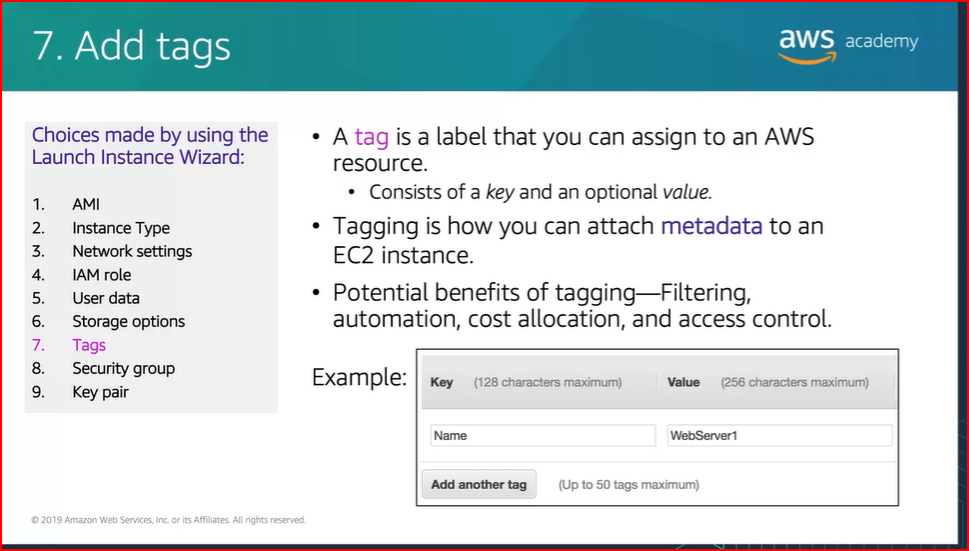 7. Add tags
aws academy
Choices made by using the
Launch Instance Wizard:
1. AMI
2. Instance Type
3. Network settings
4. IAM role
5. User data
6. Storage options
7. Tags
8. Security group
9. Key pair
• A tag is a label that you can assign to an AWS
resource.
• Consists of a key and an optional value.
• Tagging is how you can attach metadata to an
EC2 instance.
• Potential benefits of tagging—Filtering,
automation, cost allocation, and access control.
Example:
Key (128 characters maximum) Value (256 characters maximum)
Name WebServer1
Add another tag (Up to 50 tags maximum)
© 2019 Amazon Web Services, Inc. or its Affiliates. All rights reserved.